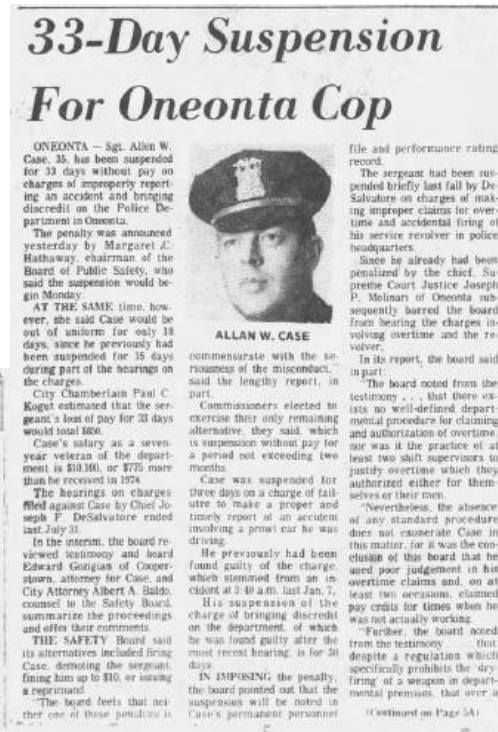 33-Day Suspension
For Oneonta Cop
ONEONTA — Sgt. Allen W.
Case, 35, has been suspended
for 33 days without pay on
charges of improperly report-
ing an accident and bringing
discredit on the Police De-
partment in Oneonta.
The penalty was announced
yesterday by Margaret C.
Hathaway, chairman of the
Board of Public Safety, who
said the suspension would be-
gin Monday.
AT THE SAME time, how-
ever, she said Case would be
out of uniform for only 18
days, since he previously had
been suspended for 15 days
during part of the hearings on
the charges.
City Chamberlain Paul C.
Kogut estimated that the ser-
geant's loss of pay for 33 days
would total $850.
Case's salary as a seven-
year veteran of the depart-
ment is $10,160, or $775 more
than he received in 1974.
The hearings on charges
filed against Case by Chief Jo-
seph F. DeSalvatore ended
last July 31.
In the interim, the board re-
viewed testimony and heard
Edward Gozigian of Cooper-
stown, attorney for Case, and
City Attorney Albert A. Baldo,
counsel to the Safety Board,
summarize the proceedings
and offer their comments.
THE SAFETY Board said
its alternatives included firing
Case, demoting the sergeant,
fining him up to $10, or issuing
a reprimand.
"The board feels that nei-
ther one of these penalties is
ALLAN W. CASE
commensurate with the se-
riousness of the misconduct,"
said the lengthy report, in
part.
Commissioners elected to
exercise their only remaining
alternative, they said, which
is suspension without pay for
a period not exceeding two
months.
Case was suspended for
three days on a charge of fail-
utre to make a proper and
timely report of an accident
involving a prowl car he was
driving.
He previously had been
found guilty of the charge,
which stemmed from an in-
cident at 3:40 a.m. last Jan. 7.
His suspension of the
charge of bringing discredit
on the department, of which
he was found guilty after the
most recent hearing, is for 30
days.
IN IMPOSING the penalty,
the board pointed out that the
suspension will be noted in
Case's permanent personnel
file and performance rating
record.
The sergeant had been sus-
pended briefly last fall by De-
Salvatore on charges of mak-
ing improper claims for over-
time and accidental firing of
his service revolver in police
headquarters.
Since he already had been
penalized by the chief, Su-
preme Court Justice Joseph
P. Molinari of Oneonta sub-
sequently barred the board
from hearing the charges in-
volving overtime and the re-
volver.
In its report, the board said
in part:
"The board noted from the
testimony . . . that there ex-
ists no well-defined depart-
mental procedure for claiming
and authorization of overtime,
nor was it the practice of at
least two shift supervisors to
justify overtime which they
authorized either for them-
selves or their men.
"Nevertheless, the absence
of any standard procedure
does not exonerate Case in
this matter, for it was the con-
clusion of this board that he
used poor judgement in his
overtime claims and, on at
least two occasions, claimed
pay credits for times when he
was not actually working.
"Further, the board noted
from the testimony . . . that
despite a regulation which
specifically prohibits the 'dry
firing' of a weapon in depart-
mental premises, that over a
(Continued on Page 5A)